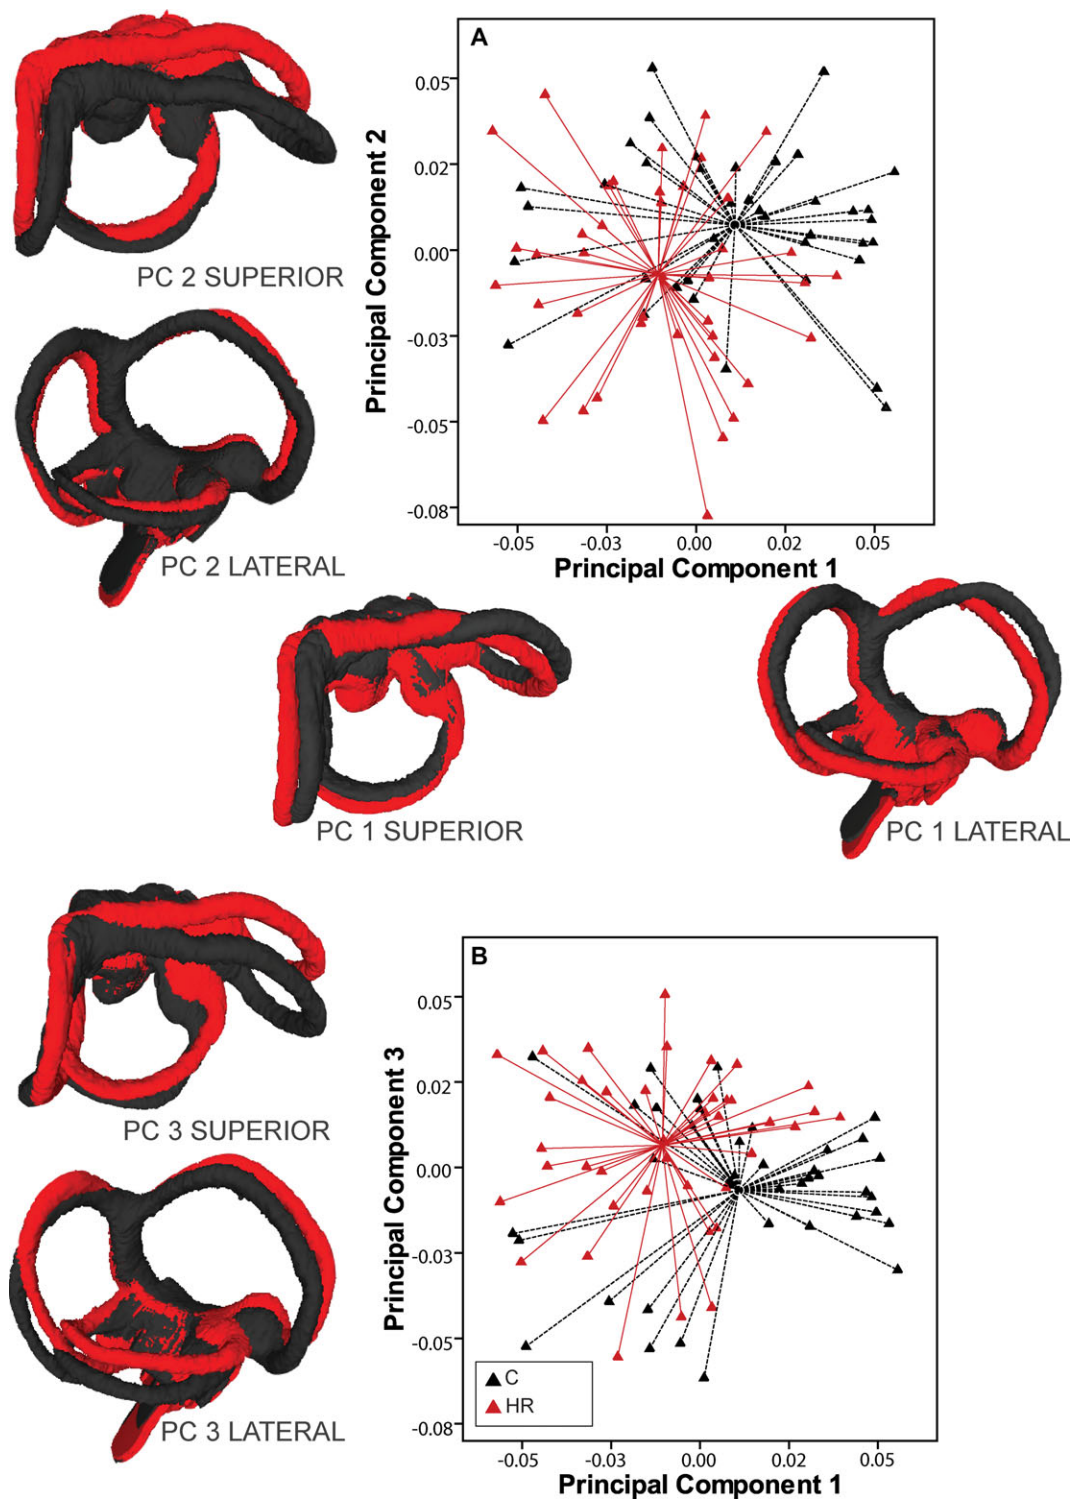 A
0.05
0.02
0.00
-0.03
-0.05
-0.08
Principal Component 2
-0.05
-0.03
0.00
0.02
0.05
Principal Component 1
PC 2 SUPERIOR
PC 2 LATERAL
PC 1 SUPERIOR
PC 1 LATERAL
PC 3 SUPERIOR
PC 3 LATERAL
B
0.05
0.02
0.00
-0.03
-0.05
-0.08
Principal Component 3
C
HR
-0.05
-0.03
0.00
0.03
0.05
Principal Component 1